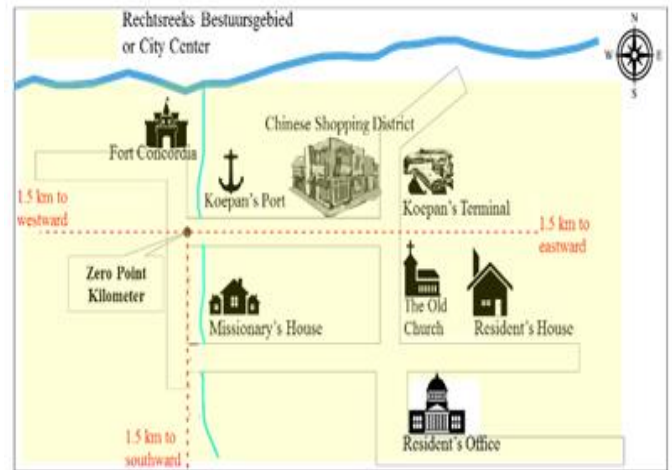 Rechtsreeks Bestuursgebied
or City Center
N
W
E
S
Chinese Shopping District
Fort Concordia
Koepan's Port
Koepan's Terminal
1.5 km to
westward
1.5 km to
eastward
Zero Point
Kilometer
Missionary's House
The Old
Church
Resident's House
1.5 km to
southward
Resident's Office